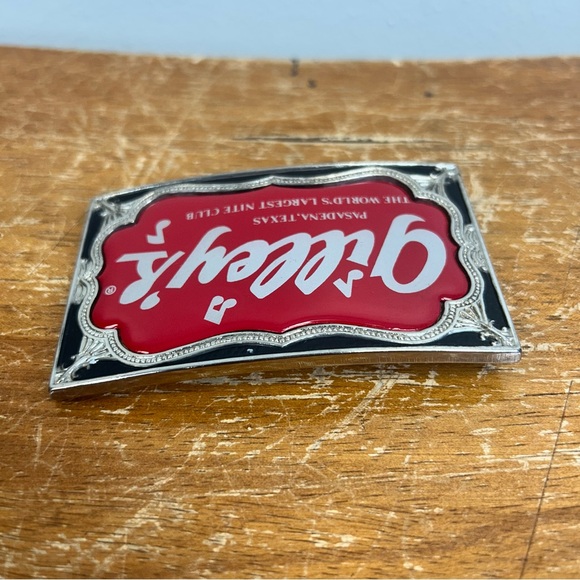 Gilley's®
PASADENA, TEXAS
THE WORLD'S LARGEST NITE CLUB